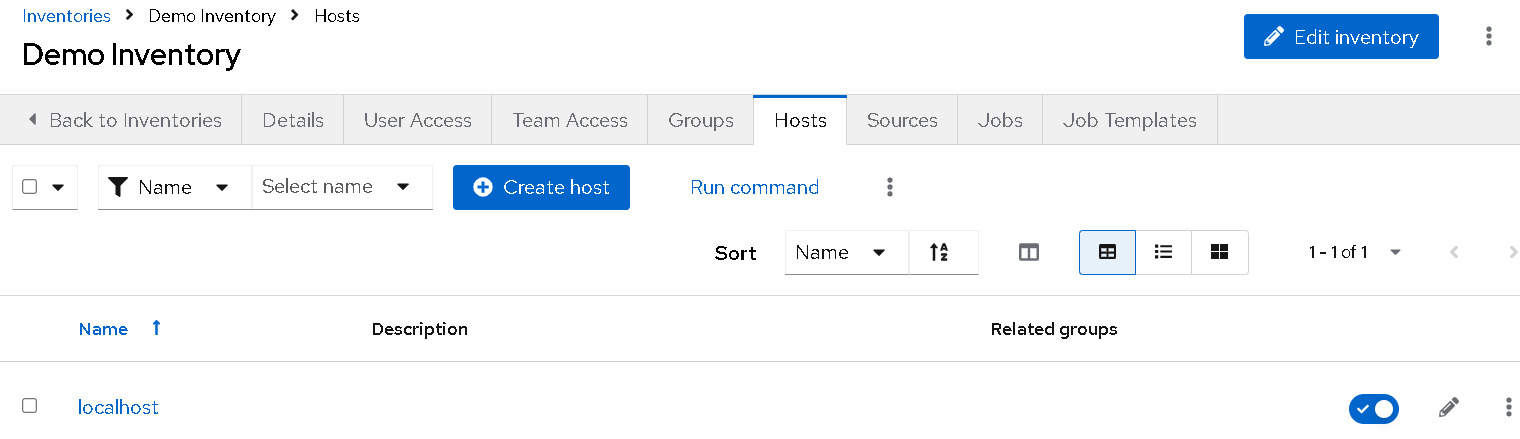 Inventories Demo Inventory Hosts
Demo Inventory
Edit inventory
Back to Inventories Details User Access Team Access Groups Hosts Sources Jobs Job Templates
Name Select name Create host Run command
Sort Name 1 - 1 of 1
Name Description Related groups
localhost